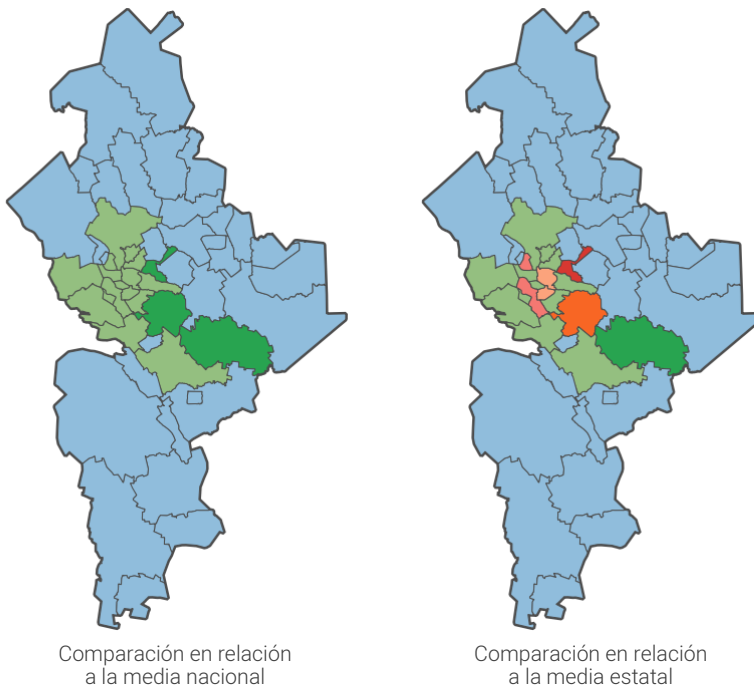 Comparación en relación
a la media nacional
Comparación en relación
a la media estatal